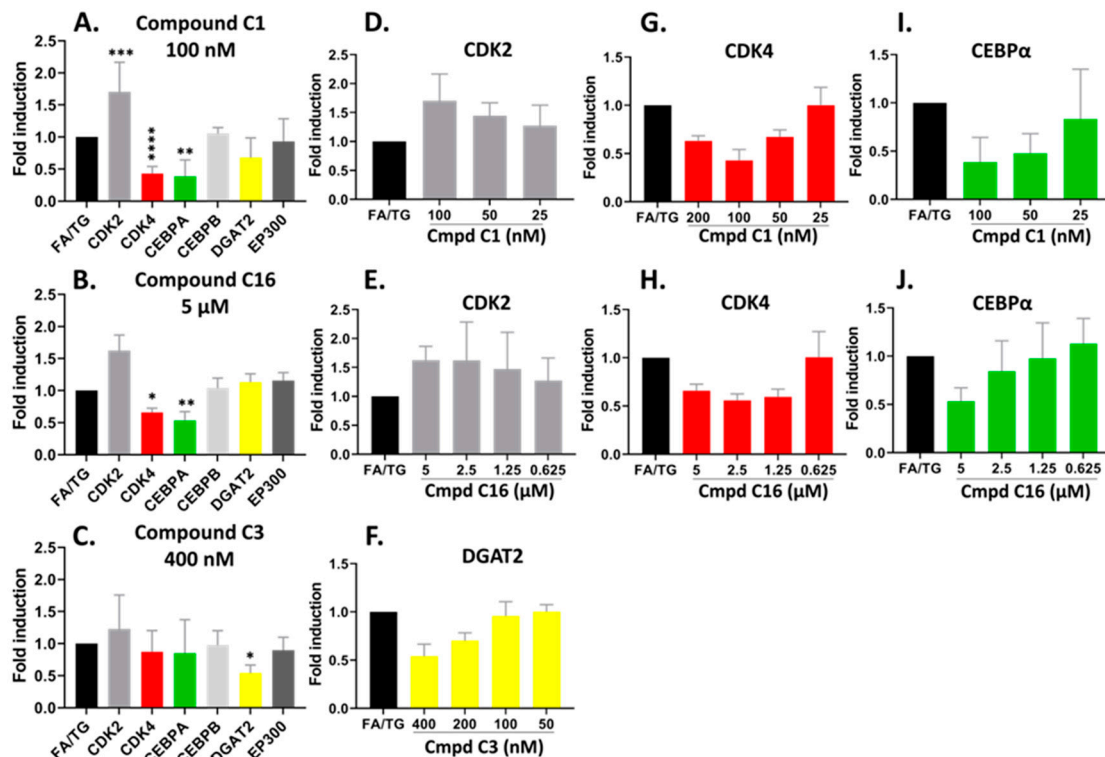 A. Compound C1
100 nM
Fold induction
2.5
2.0
1.5
1.0
0.5
0.0
***
****
**
FA/TG CDK2 CDK4 CEBPA CEBPB DGAT2 EP300
D. CDK2
Fold induction
2.5
2.0
1.5
1.0
0.5
0.0
FA/TG 100 50 25
Cmpd C1 (nM)
G. CDK4
Fold induction
1.5
1.0
0.5
0.0
FA/TG 200 100 50 25
Cmpd C1 (nM)
I. CEBPα
Fold induction
1.5
1.0
0.5
0.0
FA/TG 100 50 25
Cmpd C1 (nM)
B. Compound C16
5 µM
Fold induction
2.5
2.0
1.5
1.0
0.5
0.0
*
**
FA/TG CDK2 CDK4 CEBPA CEBPB DGAT2 EP300
E. CDK2
Fold induction
2.5
2.0
1.5
1.0
0.5
0.0
FA/TG 5 2.5 1.25 0.625
Cmpd C16 (µM)
H. CDK4
Fold induction
1.5
1.0
0.5
0.0
FA/TG 5 2.5 1.25 0.625
Cmpd C16 (µM)
J. CEBPα
Fold induction
1.5
1.0
0.5
0.0
FA/TG 5 2.5 1.25 0.625
Cmpd C16 (µM)
C. Compound C3
400 nM
Fold induction
2.5
2.0
1.5
1.0
0.5
0.0
*
FA/TG CDK2 CDK4 CEBPA CEBPB DGAT2 EP300
F. DGAT2
Fold induction
1.5
1.0
0.5
0.0
FA/TG 400 200 100 50
Cmpd C3 (nM)